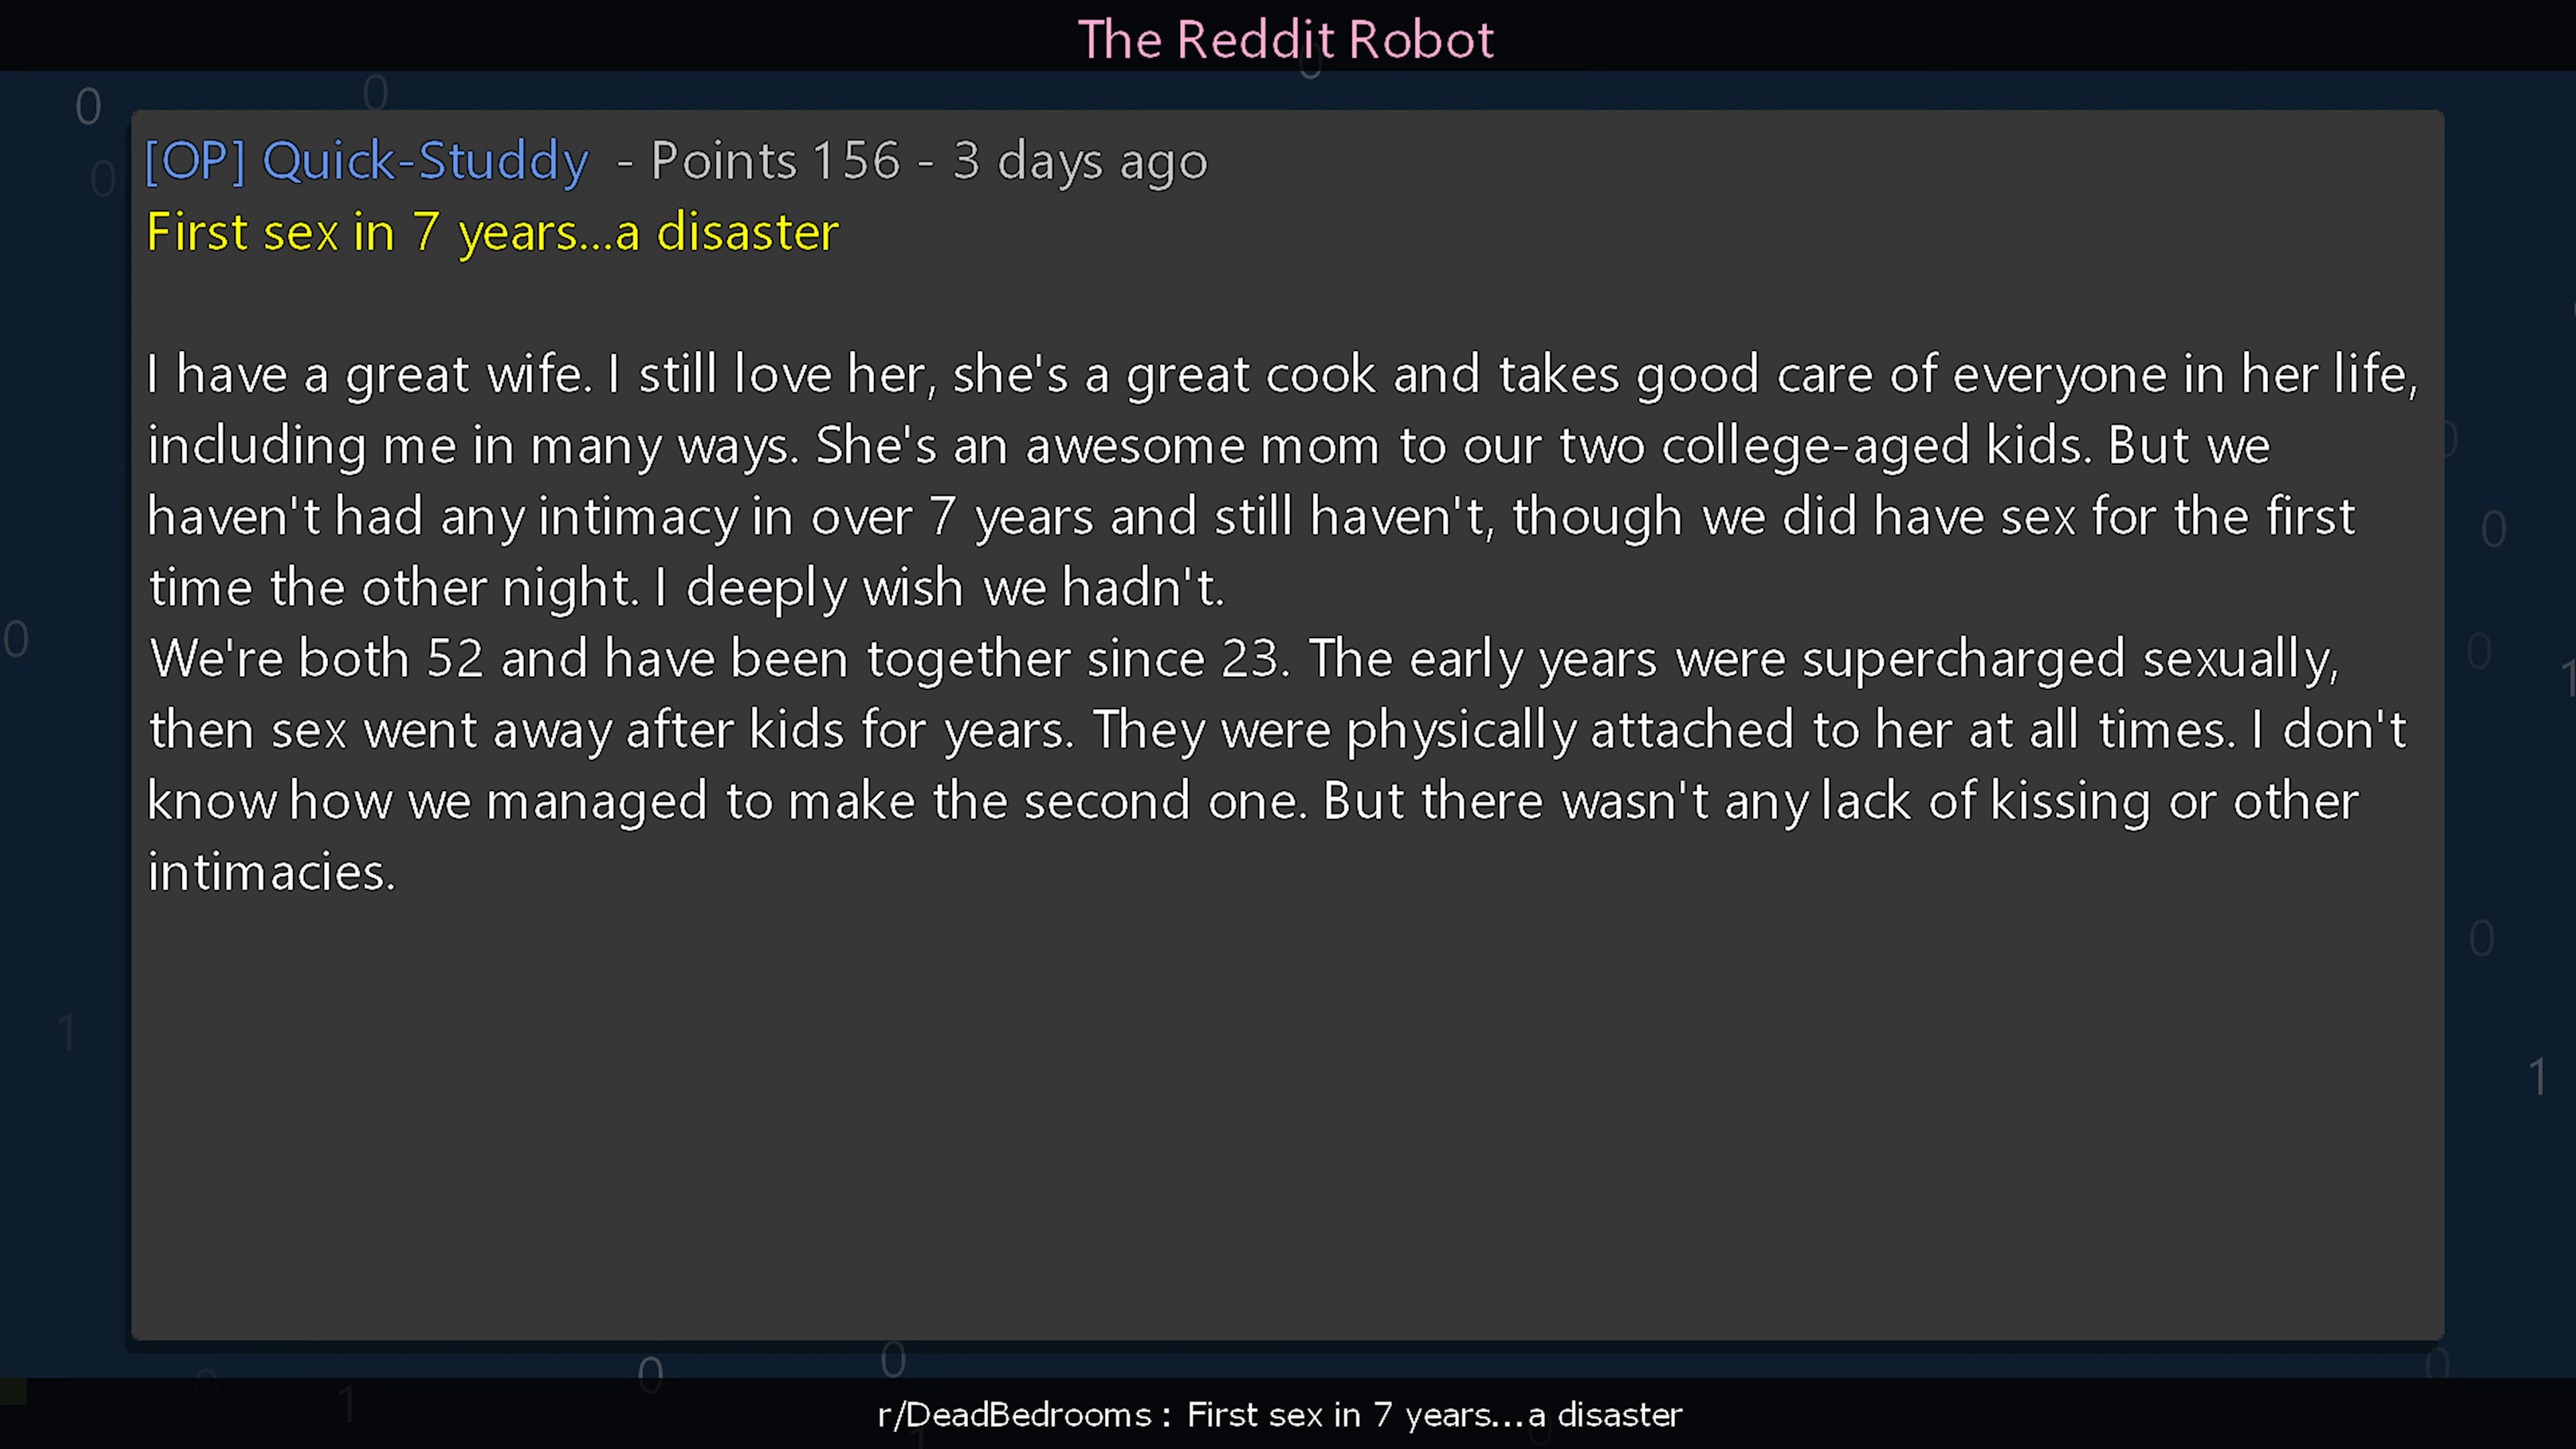 The Reddit Robot
[OP] Quick-Studdy - Points 156 - 3 days ago
First sex in 7 years...a disaster
I have a great wife. I still love her, she's a great cook and takes good care of everyone in her life,
including me in many ways. She's an awesome mom to our two college-aged kids. But we
haven't had any intimacy in over 7 years and still haven't, though we did have sex for the first
time the other night. I deeply wish we hadn't.
We're both 52 and have been together since 23. The early years were supercharged sexually,
then sex went away after kids for years. They were physically attached to her at all times. I don't
know how we managed to make the second one. But there wasn't any lack of kissing or other
intimacies.
r/DeadBedrooms : First sex in 7 years...a disaster